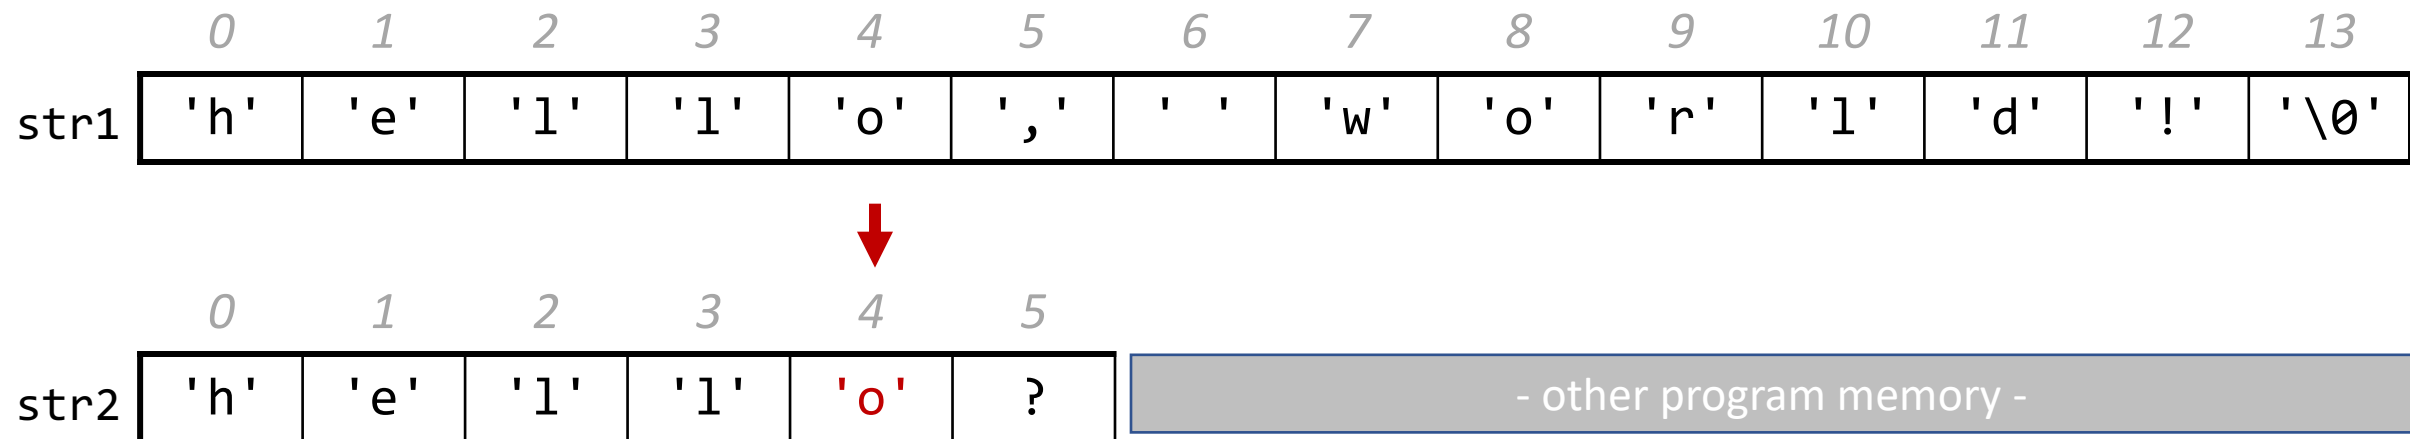 0 1 2 3 4 5 6 7 8 9 10 11 12 13
str1 'h' 'e' 'l' 'l' 'o' ',' ' ' 'w' 'o' 'r' 'l' 'd' '!' '\0'
0 1 2 3 4 5
str2 'h' 'e' 'l' 'l' 'o' ? - other program memory -